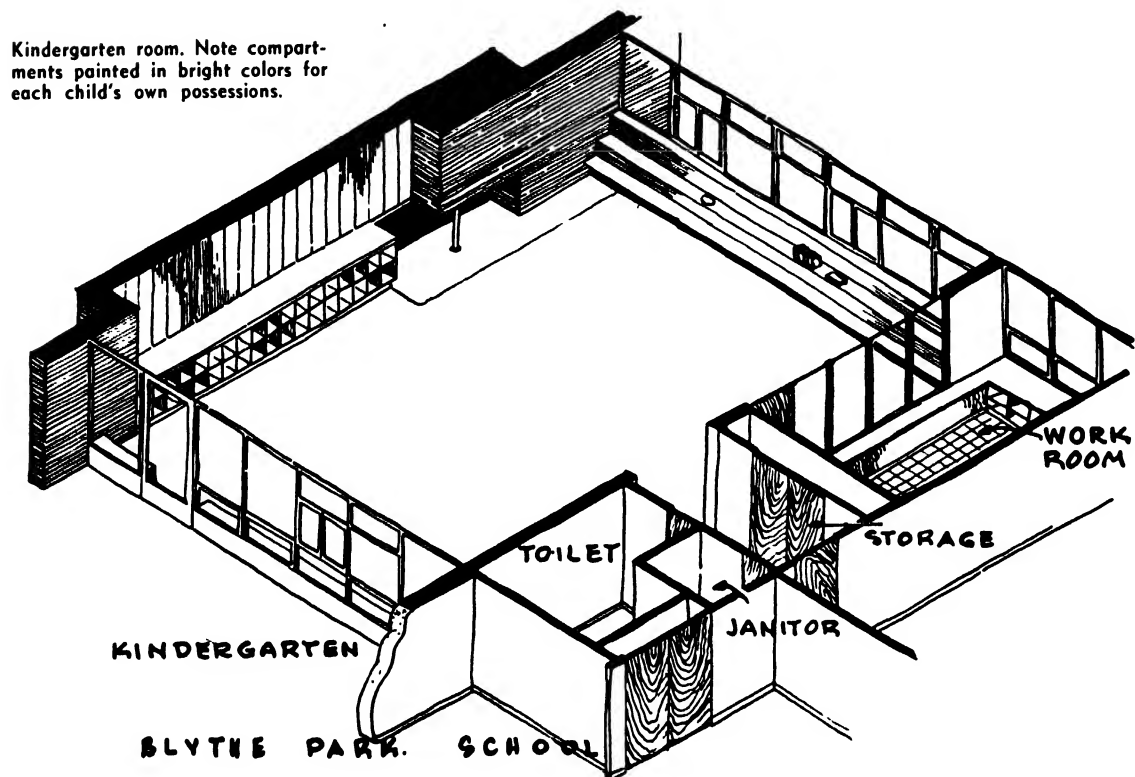 Kindergarten room. Note compart-
ments painted in bright colors for
each child's own possessions.
WORK
ROOM
STORAGE
TOILET
JANITOR
KINDERGARTEN
BLYTHE PARK. SCHOOL